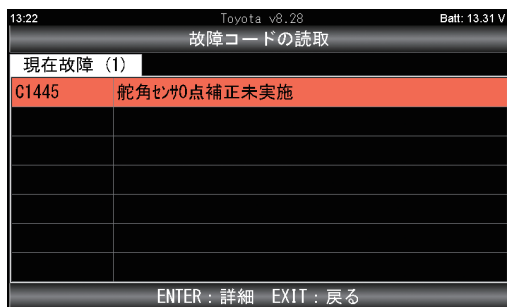 13:22 Toyota v8.28 Batt: 13.31 V
故障コードの読取
現在故障 (1)
C1445 舵角ｾﾝｻ0点補正未実施
ENTER：詳細 EXIT：戻る